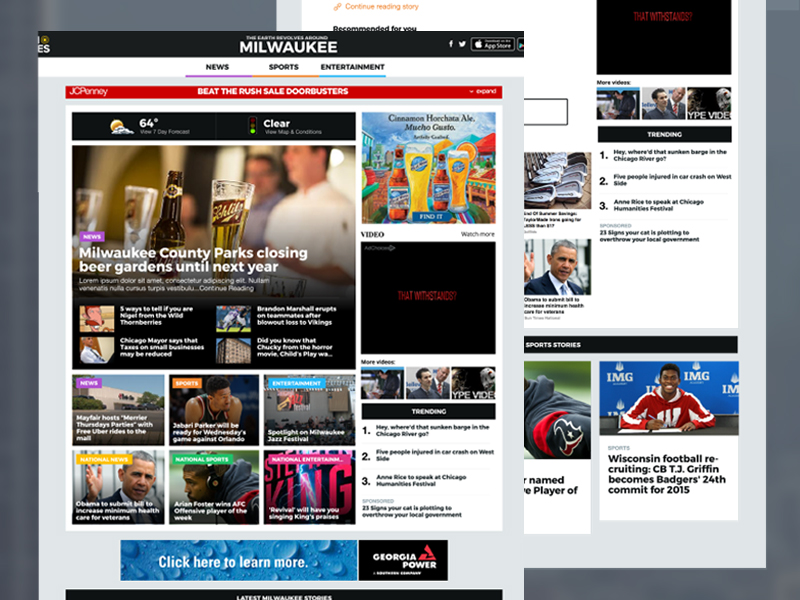 Continue reading story
Recommended for you
THE EARTH REVOLVES AROUND
MILWAUKEE
App Store
NEWS
SPORTS
ENTERTAINMENT
JCPenney
BEAT THE RUSH SALE DOORBUSTERS
expand
64°
View 7 Day Forecast
Clear
View Map & Conditions
NEWS
Milwaukee County Parks closing
beer gardens until next year
Lorem ipsum dolor sit amet, consectetur adipiscing elit. Nullam
venenatis nulla cursus turpis vestibulu...Continue Reading
5 ways to tell if you are
Nigel from the Wild
Thornberries
Brandon Marshall erupts
on teammates after
blowout loss to Vikings
Chicago Mayor says that
Taxes on small businesses
may be reduced
Did you know that
Chucky from the horror
movie, Child's Play wa...
NEWS
Mayfair hosts "Merrier
Thursdays Parties" with
Free Uber rides to the
mall
SPORTS
Jabari Parker will be
ready for Wednesday's
game against Orlando
ENTERTAINMENT
Spotlight on Milwaukee
Jazz Festival
NATIONAL NEWS
Obama to submit bill to
increase minimum health
care for veterans
NATIONAL SPORTS
Arian Foster wins AFC
Offensive player of the
week
NATIONAL ENTERTAINM...
'Revival' will have you
singing King's praises
Cinnamon Horchata Ale.
Mucho Gusto.
Artfully Crafted.
FIND IT
VIDEO
Watch more
AdChoices
THAT WITHSTANDS?
More videos:
YPE VIDE
TRENDING
1. Hey, where'd that sunken barge in the
Chicago River go?
2. Five people injured in car crash on West
Side
3. Anne Rice to speak at Chicago
Humanities Festival
SPONSORED
23 Signs your cat is plotting to
overthrow your local government
Click here to learn more.
GEORGIA
POWER
A SOUTHERN COMPANY
LATEST MILWAUKEE STORIES
THAT WITHSTANDS?
More videos:
YPE VIDEO
TRENDING
1. Hey, where'd that sunken barge in the
Chicago River go?
2. Five people injured in car crash on West
Side
3. Anne Rice to speak at Chicago
Humanities Festival
SPONSORED
23 Signs your cat is plotting to
overthrow your local government
End Of Summer Savings:
TaylorMade irons going for
less than $17
Obama to submit bill to
increase minimum health
care for veterans
SPORTS STORIES
r named
ve Player of
IMG
IMG
SPORTS
Wisconsin football re-
cruiting: CB T.J. Griffin
becomes Badgers' 24th
commit for 2015